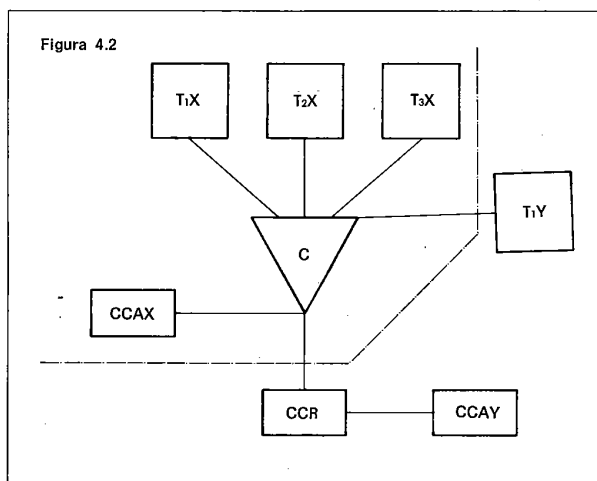 Figura 4.2
T1X T2X T3X
T1Y
C
CCAX
CCR CCAY